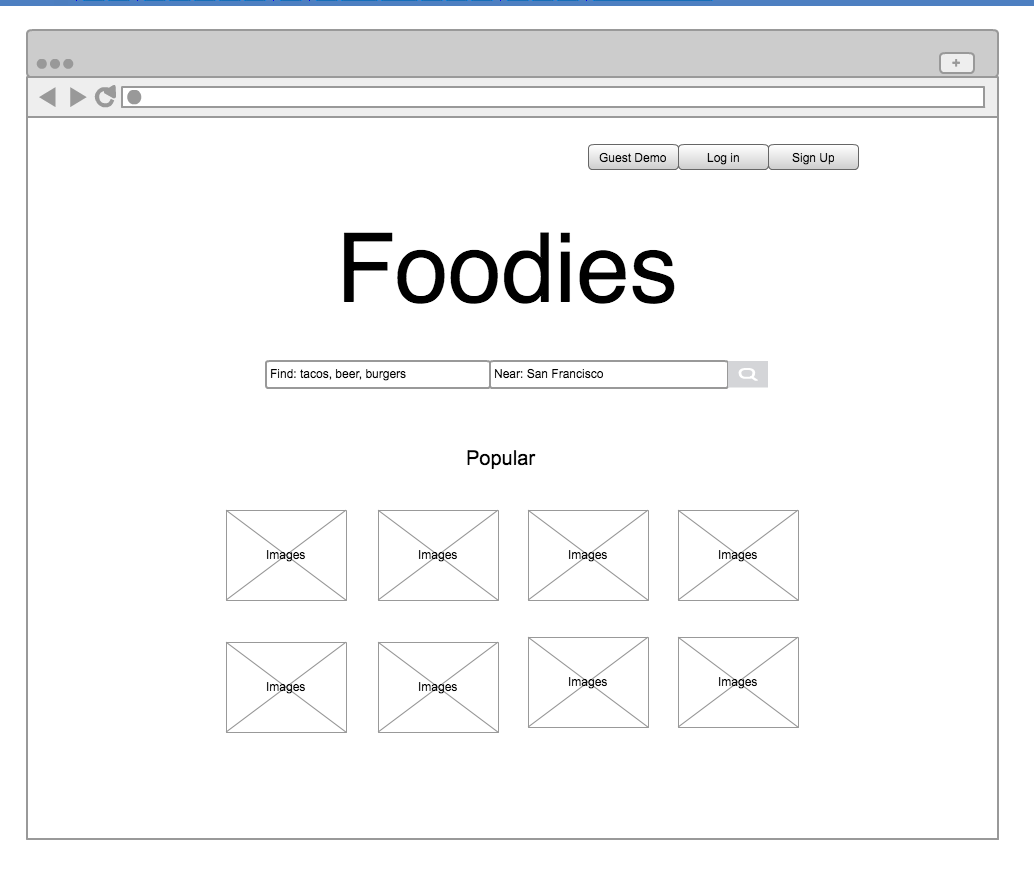 Guest Demo Log in Sign Up
Foodies
Find: tacos, beer, burgers Near: San Francisco
Popular
Images Images Images Images
Images Images Images Images